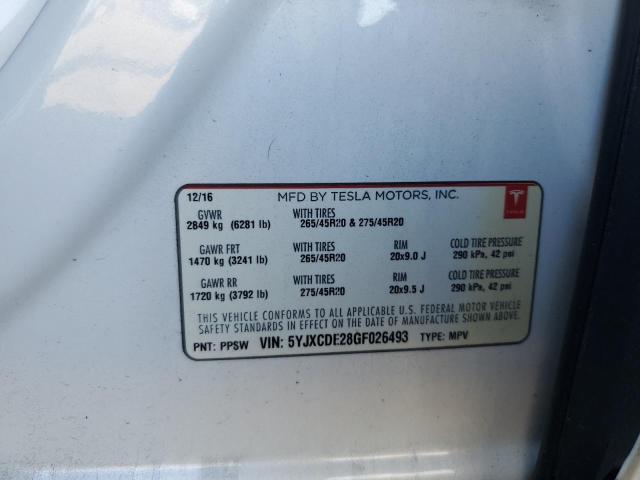 12/16 MFD BY TESLA MOTORS, INC.
GVWR WITH TIRES
2849 kg (6281 lb) 265/45R20 & 275/45R20
GAWR FRT WITH TIRES RIM COLD TIRE PRESSURE
1470 kg (3241 lb) 265/45R20 20x9.0 J 290 kPa, 42 psi
GAWR RR WITH TIRES RIM COLD TIRE PRESSURE
1720 kg (3792 lb) 275/45R20 20x9.5 J 290 kPa, 42 psi
THIS VEHICLE CONFORMS TO ALL APPLICABLE U.S. FEDERAL MOTOR VEHICLE
SAFETY STANDARDS IN EFFECT ON THE DATE OF MANUFACTURE SHOWN ABOVE.
PNT: PPSW VIN: 5YJXCDE28GF026493 TYPE: MPV
TESLA